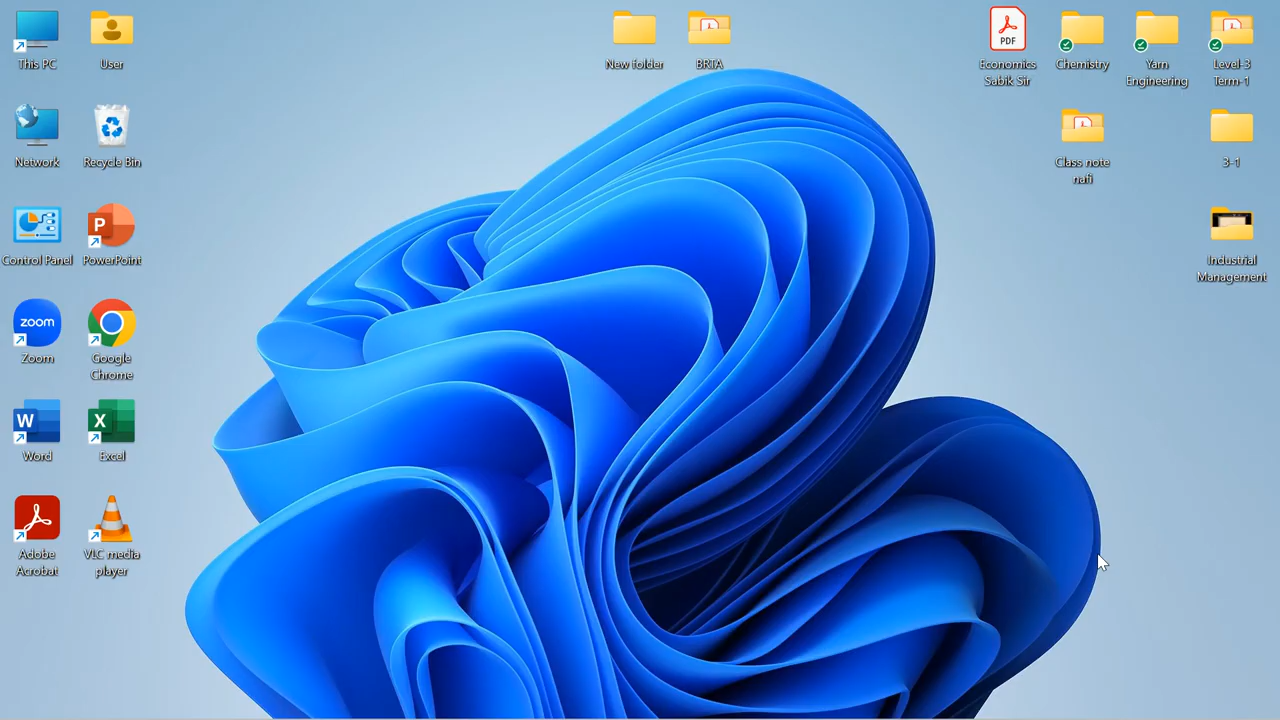 This PC
User
New folder
BRTA
PDF
Economics
Sabik Sir
Chemistry
Yarn
Engineering
Level-3
Term-1
Network
Recycle Bin
Class note
nafi
3-1
Control Panel
P
PowerPoint
Industrial
Management
zoom
Zoom
Google
Chrome
W
Word
X
Excel
Adobe
Acrobat
VLC media
player